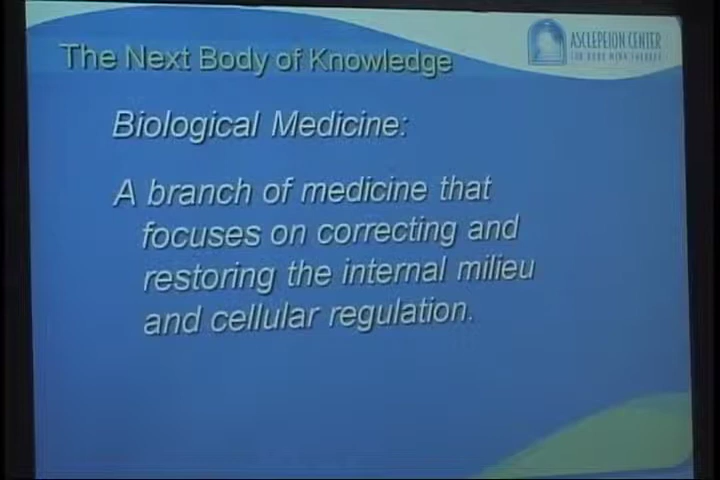 The Next Body of Knowledge
ASCLEPEION CENTER
FOR BODY MIND THERAPY
Biological Medicine:
A branch of medicine that
focuses on correcting and
restoring the internal milieu
and cellular regulation.